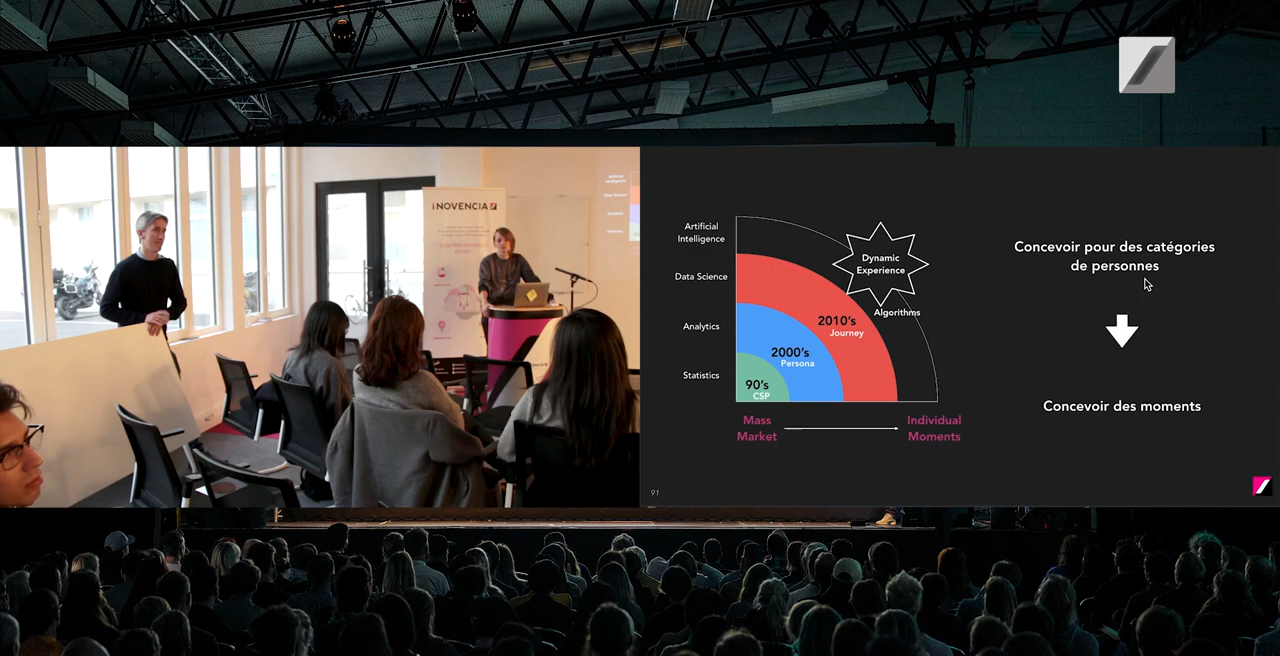 iNOVENCIA
Artificial
Intelligence
Data Science
Analytics
Statistics
Dynamic
Experience
Algorithms
2010's
Journey
2000's
Persona
90's
CSP
Mass
Market
Individual
Moments
Concevoir pour des catégories
de personnes
Concevoir des moments
91